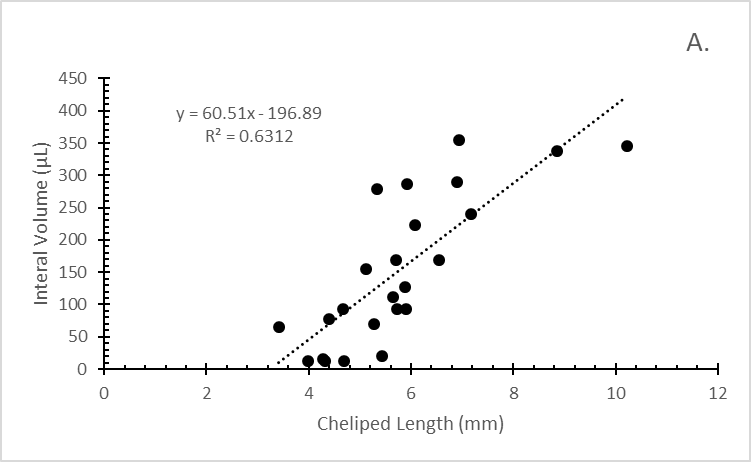 A.
y = 60.51x - 196.89
R² = 0.6312
450
400
350
300
250
200
150
100
50
0
Interal Volume (µL)
0 2 4 6 8 10 12
Cheliped Length (mm)